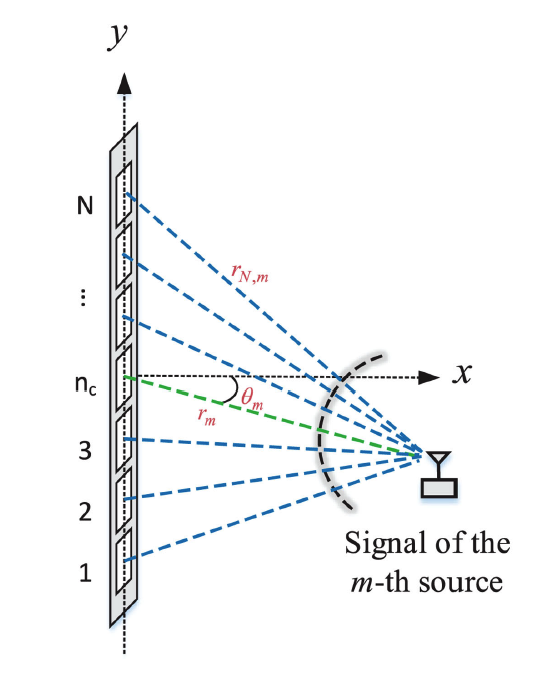 y
N
r_{N,m}
⋮
n_c
x
θ_m
r_m
3
2
1
Signal of the
m-th source